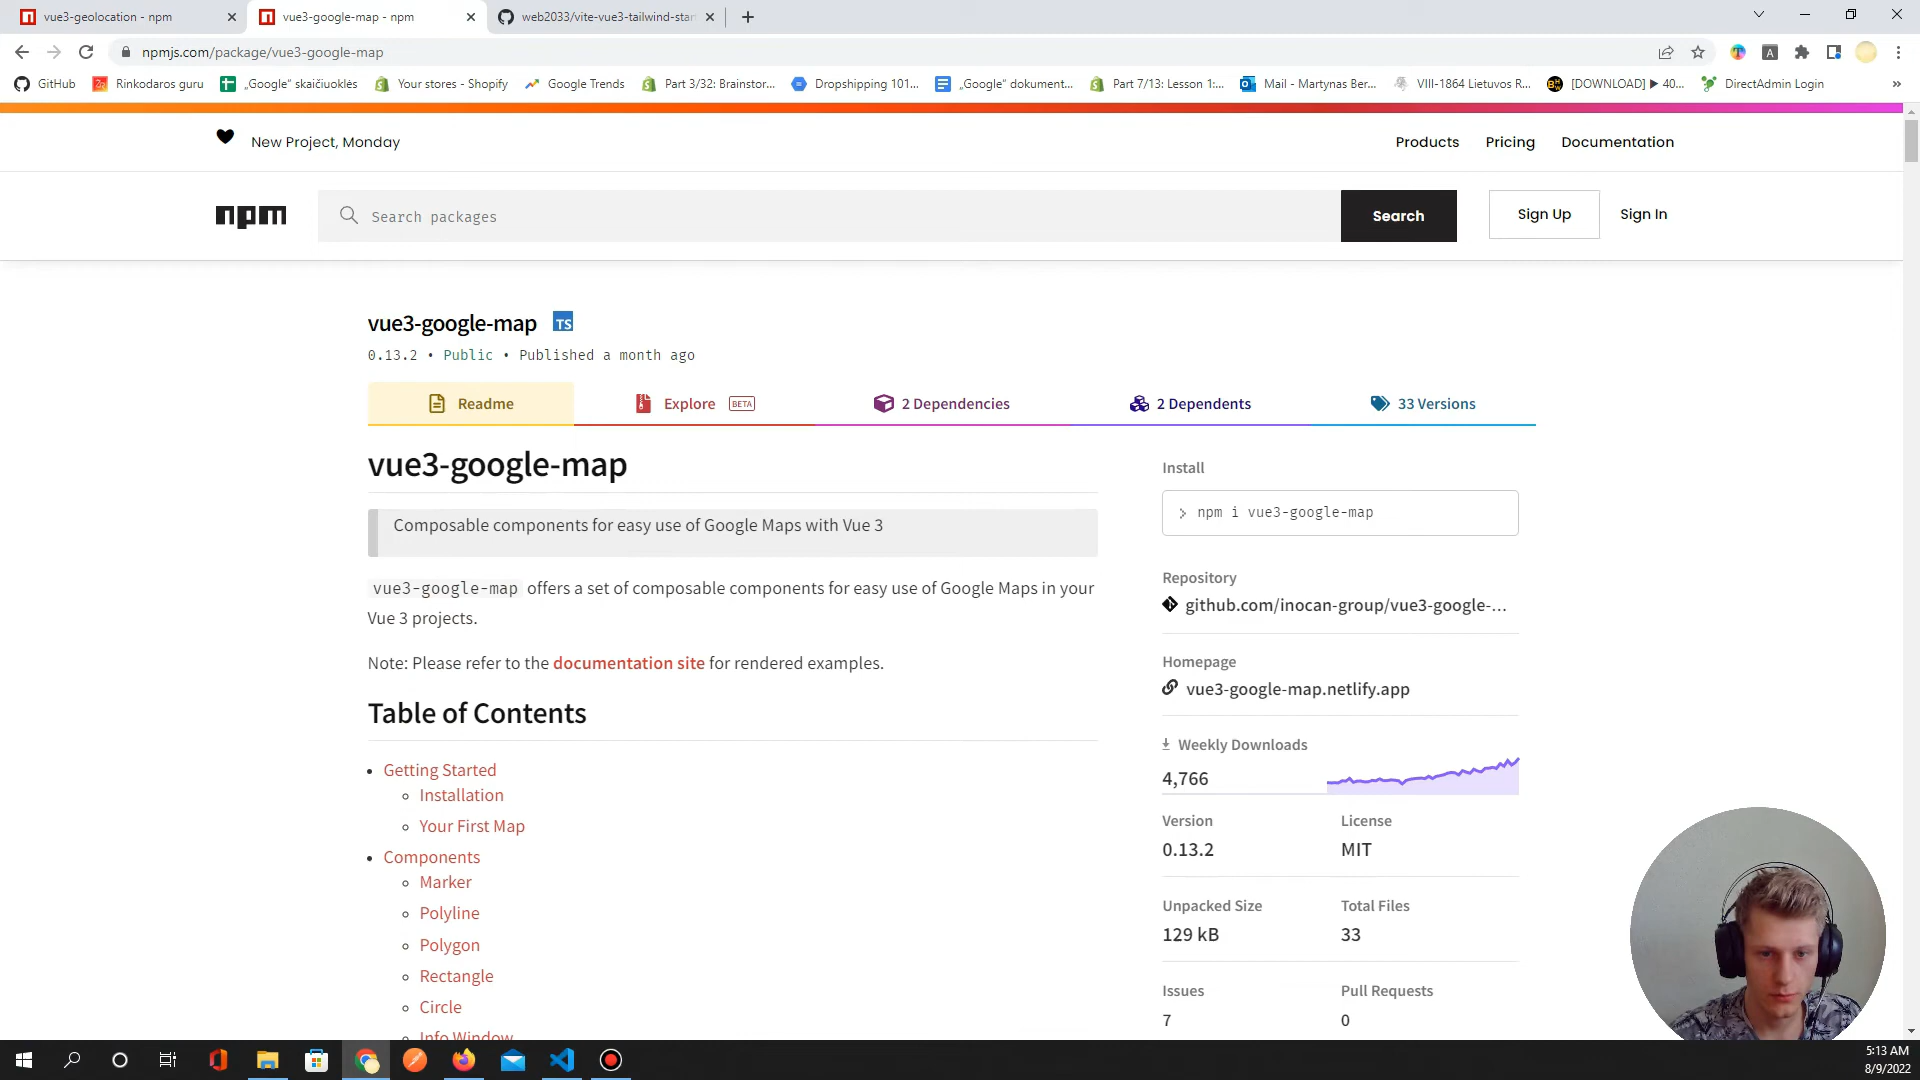 vue3-geolocation - npm
vue3-google-map - npm
web2033/vite-vue3-tailwind-star
npmjs.com/package/vue3-google-map
GitHub
Rinkodaros guru
„Google“ skaičiuoklės
Your stores - Shopify
Google Trends
Part 3/32: Brainstor...
Dropshipping 101...
„Google“ dokument...
Part 7/13: Lesson 1:...
Mail - Martynas Ber...
VIII-1864 Lietuvos R...
[DOWNLOAD] ▶ 40...
DirectAdmin Login
»
New Project, Monday
Products
Pricing
Documentation
npm
Search packages
Search
Sign Up
Sign In
vue3-google-map TS
0.13.2 • Public • Published a month ago
Readme
Explore BETA
2 Dependencies
2 Dependents
33 Versions
vue3-google-map
Composable components for easy use of Google Maps with Vue 3
vue3-google-map offers a set of composable components for easy use of Google Maps in your
Vue 3 projects.
Note: Please refer to the documentation site for rendered examples.
Table of Contents
Getting Started
Installation
Your First Map
Components
Marker
Polyline
Polygon
Rectangle
Circle
Info Window
Install
> npm i vue3-google-map
Repository
github.com/inocan-group/vue3-google-...
Homepage
vue3-google-map.netlify.app
Weekly Downloads
4,766
Version
License
0.13.2
MIT
Unpacked Size
Total Files
129 kB
33
Issues
Pull Requests
7
0
5:13 AM
8/9/2022